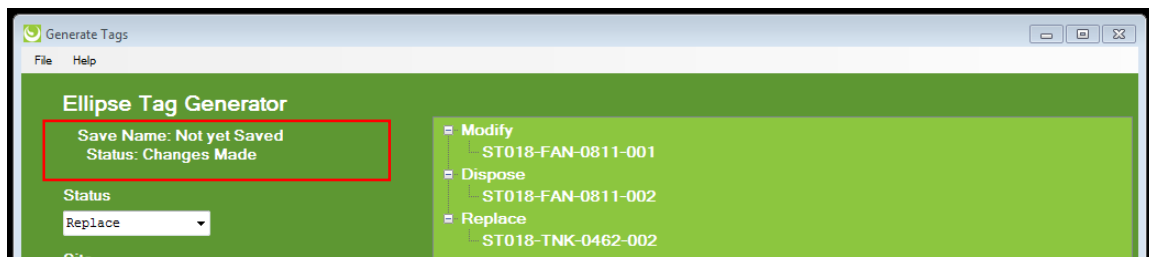 Generate Tags
File Help
Ellipse Tag Generator
Save Name: Not yet Saved
Status: Changes Made
Status
Replace
Modify
ST018-FAN-0811-001
Dispose
ST018-FAN-0811-002
Replace
ST018-TNK-0462-002